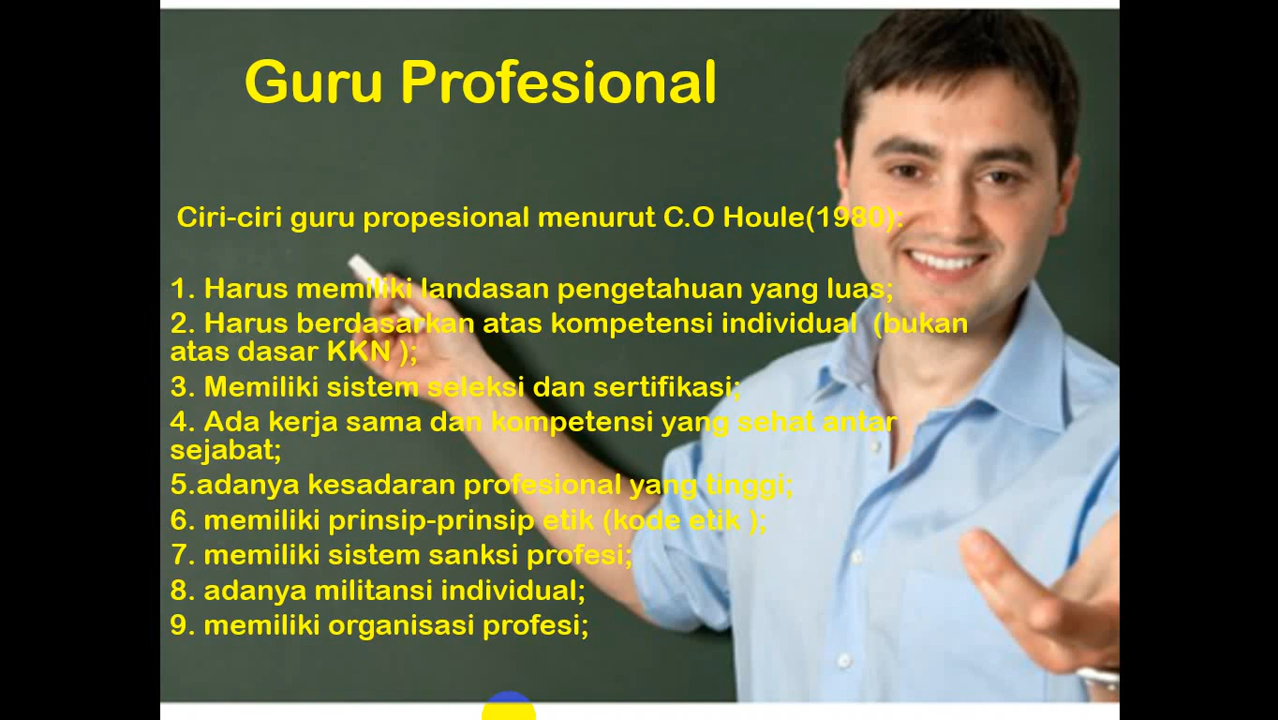 Guru Profesional
Ciri-ciri guru propesional menurut C.O Houle(1980):
1. Harus memiliki landasan pengetahuan yang luas;
2. Harus berdasarkan atas kompetensi individual (bukan
atas dasar KKN );
3. Memiliki sistem seleksi dan sertifikasi;
4. Ada kerja sama dan kompetensi yang sehat antar
sejabat;
5.adanya kesadaran profesional yang tinggi;
6. memiliki prinsip-prinsip etik (kode etik );
7. memiliki sistem sanksi profesi;
8. adanya militansi individual;
9. memiliki organisasi profesi;